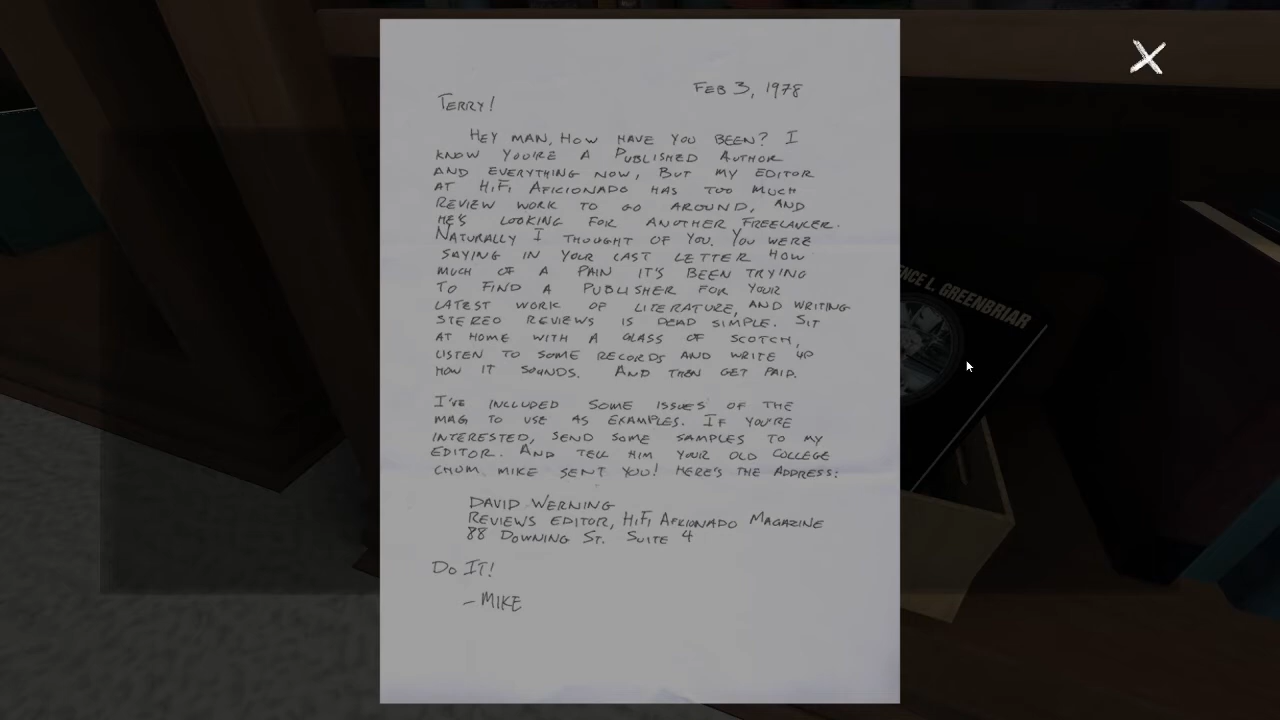 FEB 3, 1978
TERRY!
HEY MAN, HOW HAVE YOU BEEN? I
KNOW YOU'RE A PUBLISHED AUTHOR
AND EVERYTHING NOW, BUT MY EDITOR
AT HIFI AFICIONADO HAS TOO MUCH
REVIEW WORK TO GO AROUND, AND
HE'S LOOKING FOR ANOTHER FREELANCER.
NATURALLY I THOUGHT OF YOU. YOU WERE
SAYING IN YOUR LAST LETTER HOW
MUCH OF A PAIN IT'S BEEN TRYING
TO FIND A PUBLISHER FOR YOUR
LATEST WORK OF LITERATURE, AND WRITING
STEREO REVIEWS IS DEAD SIMPLE. SIT
AT HOME WITH A GLASS OF SCOTCH,
LISTEN TO SOME RECORDS AND WRITE UP
HOW IT SOUNDS. AND THEN GET PAID.
I'VE INCLUDED SOME ISSUES OF THE
MAG TO USE AS EXAMPLES. IF YOU'RE
INTERESTED, SEND SOME SAMPLES TO MY
EDITOR. AND TELL HIM YOUR OLD COLLEGE
CHUM MIKE SENT YOU! HERE'S THE ADDRESS:
DAVID WERNING
REVIEWS EDITOR, HIFI AFICIONADO MAGAZINE
88 DOWNING ST. SUITE 4
DO IT!
– MIKE
L. GREENBRIAR